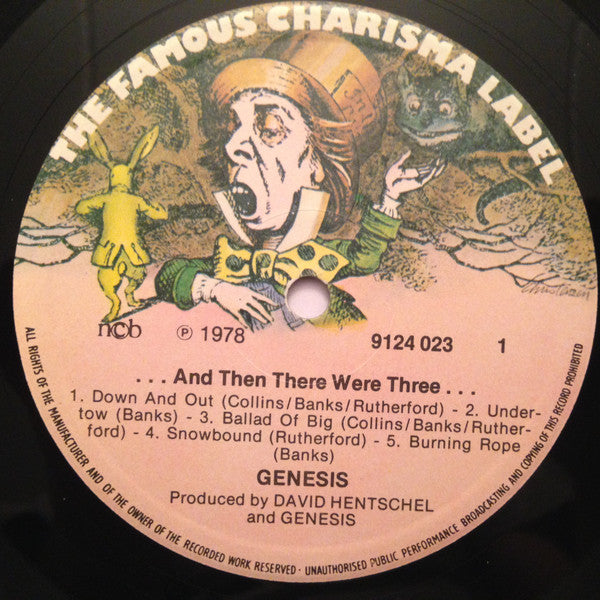 THE FAMOUS CHARISMA LABEL
ncb
℗ 1978
9124 023 1
...And Then There Were Three...
1. Down And Out (Collins/Banks/Rutherford) - 2. Under-
tow (Banks) - 3. Ballad Of Big (Collins/Banks/Ruther-
ford) - 4. Snowbound (Rutherford) - 5. Burning Rope
(Banks)
GENESIS
Produced by DAVID HENTSCHEL
and GENESIS
ALL RIGHTS OF THE MANUFACTURER AND OF THE OWNER OF THE RECORDED WORK RESERVED · UNAUTHORISED PUBLIC PERFORMANCE BROADCASTING AND COPYING OF THIS RECORD PROHIBITED